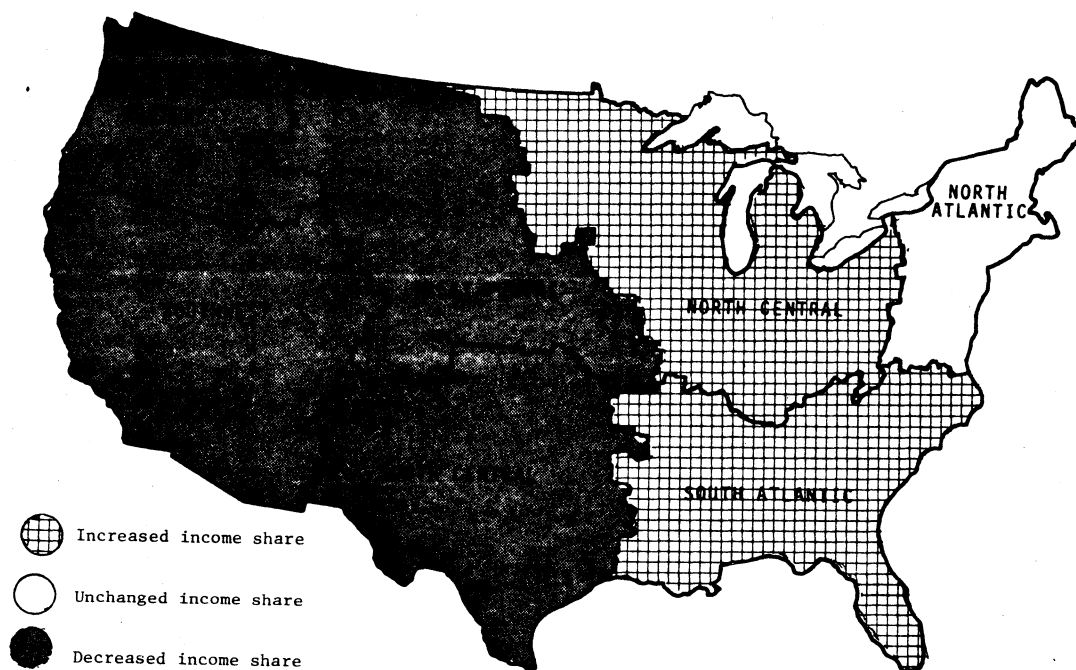 NORTH
ATLANTIC
NORTH CENTRAL
SOUTH ATLANTIC
Increased income share
Unchanged income share
Decreased income share